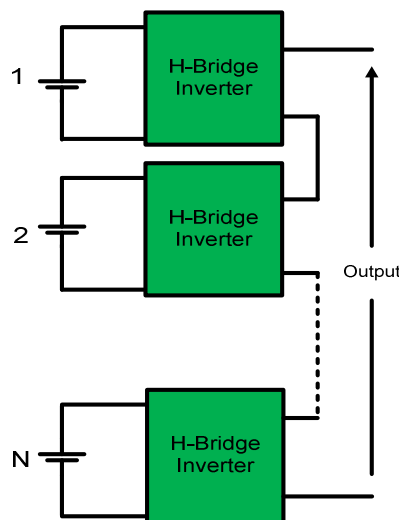 1
H-Bridge
Inverter
2
H-Bridge
Inverter
Output
N
H-Bridge
Inverter